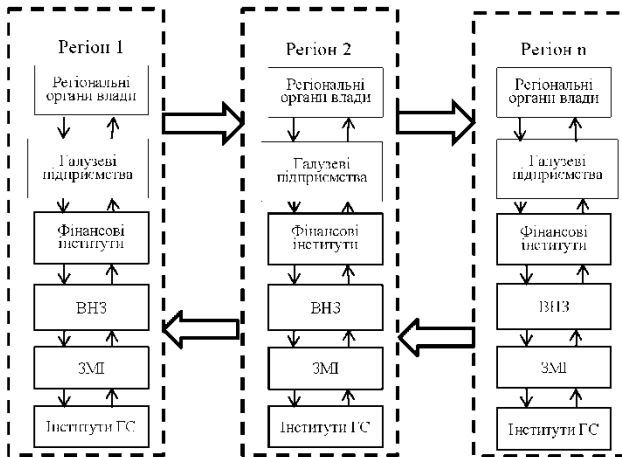 Регіон 1
Регіональні
органи влади
Галузеві
підприємства
Фінансові
інститути
ВНЗ
ЗМІ
Інститути ГС
Регіон 2
Регіональні
органи влади
Галузеві
підприємства
Фінансові
інститути
ВНЗ
ЗМІ
Інститути ГС
Регіон n
Регіональні
органи влади
Галузеві
підприємства
Фінансові
інститути
ВНЗ
ЗМІ
Інститути ГС